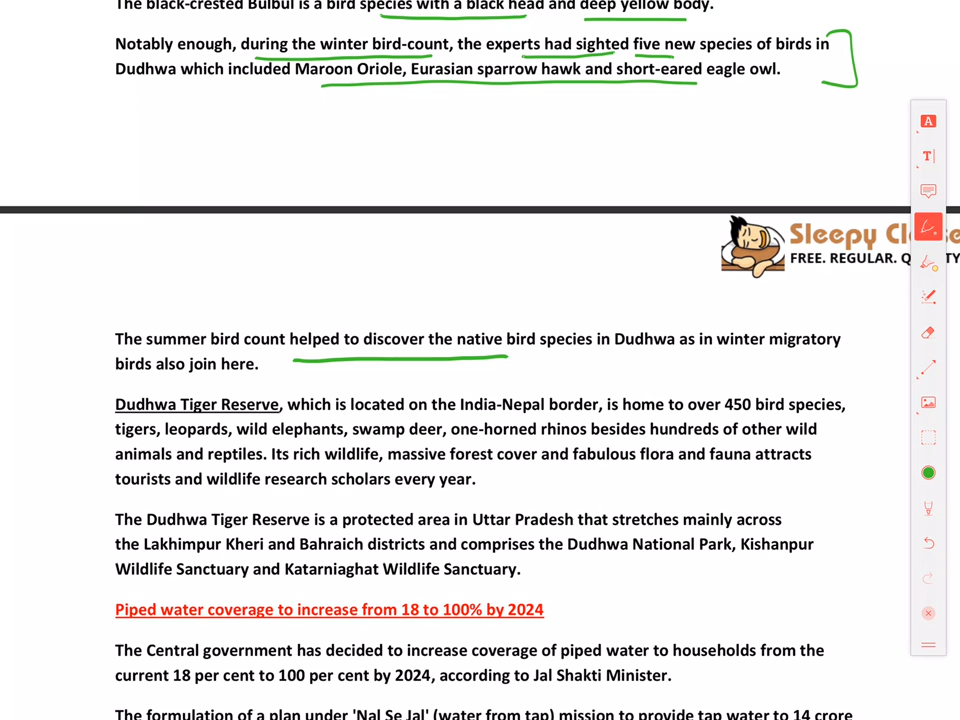 The black-crested Bulbul is a bird species with a black head and deep yellow body.
Notably enough, during the winter bird-count, the experts had sighted five new species of birds in
Dudhwa which included Maroon Oriole, Eurasian sparrow hawk and short-eared eagle owl.
Sleepy Cl
FREE. REGULAR. Q TY
The summer bird count helped to discover the native bird species in Dudhwa as in winter migratory
birds also join here.
Dudhwa Tiger Reserve, which is located on the India-Nepal border, is home to over 450 bird species,
tigers, leopards, wild elephants, swamp deer, one-horned rhinos besides hundreds of other wild
animals and reptiles. Its rich wildlife, massive forest cover and fabulous flora and fauna attracts
tourists and wildlife research scholars every year.
The Dudhwa Tiger Reserve is a protected area in Uttar Pradesh that stretches mainly across
the Lakhimpur Kheri and Bahraich districts and comprises the Dudhwa National Park, Kishanpur
Wildlife Sanctuary and Katarniaghat Wildlife Sanctuary.
Piped water coverage to increase from 18 to 100% by 2024
The Central government has decided to increase coverage of piped water to households from the
current 18 per cent to 100 per cent by 2024, according to Jal Shakti Minister.
The formulation of a plan under 'Nal Se Jal' (water from tap) mission to provide tap water to 14 crore